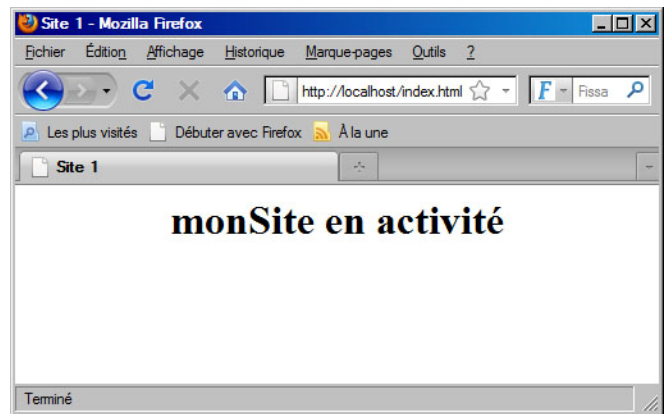 Site 1 - Mozilla Firefox
Fichier Édition Affichage Historique Marque-pages Outils ?
http://localhost/index.html F Fissa
Les plus visités Débuter avec Firefox À la une
Site 1
monSite en activité
Terminé